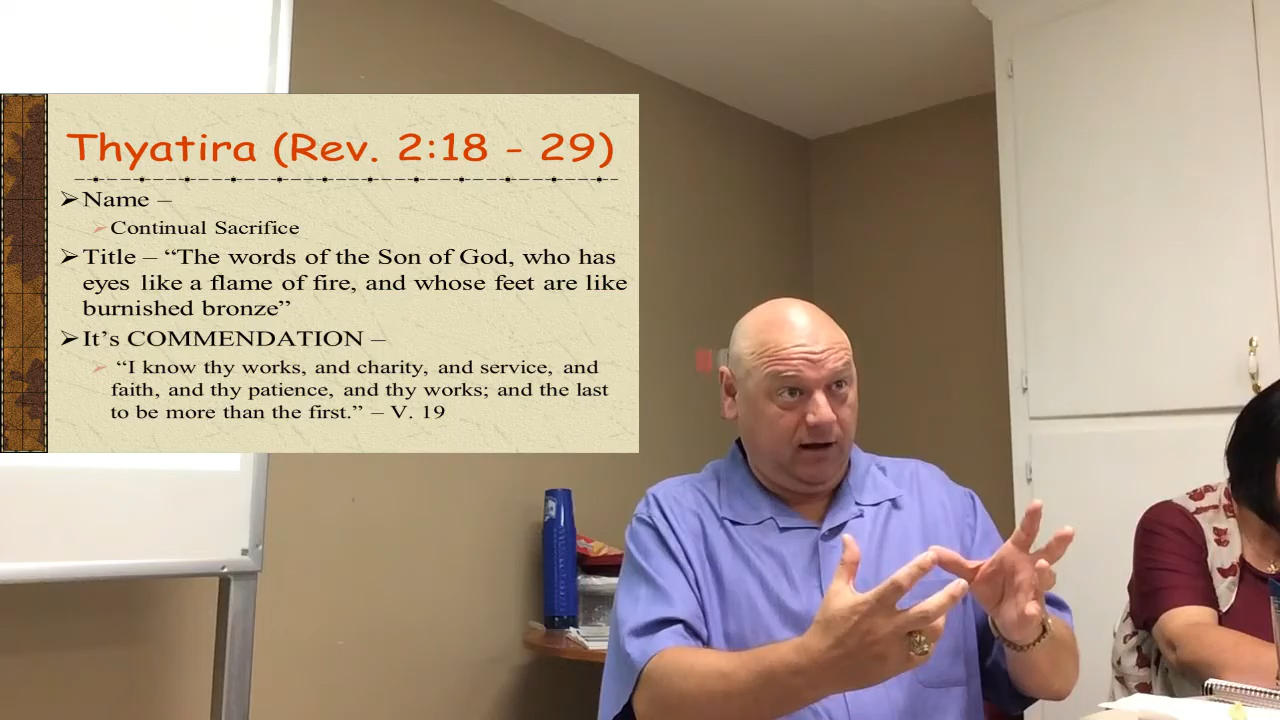 Thyatira (Rev. 2:18 - 29)
Name –
Continual Sacrifice
Title – “The words of the Son of God, who has
eyes like a flame of fire, and whose feet are like
burnished bronze”
It’s COMMENDATION –
“I know thy works, and charity, and service, and
faith, and thy patience, and thy works; and the last
to be more than the first.” – V. 19